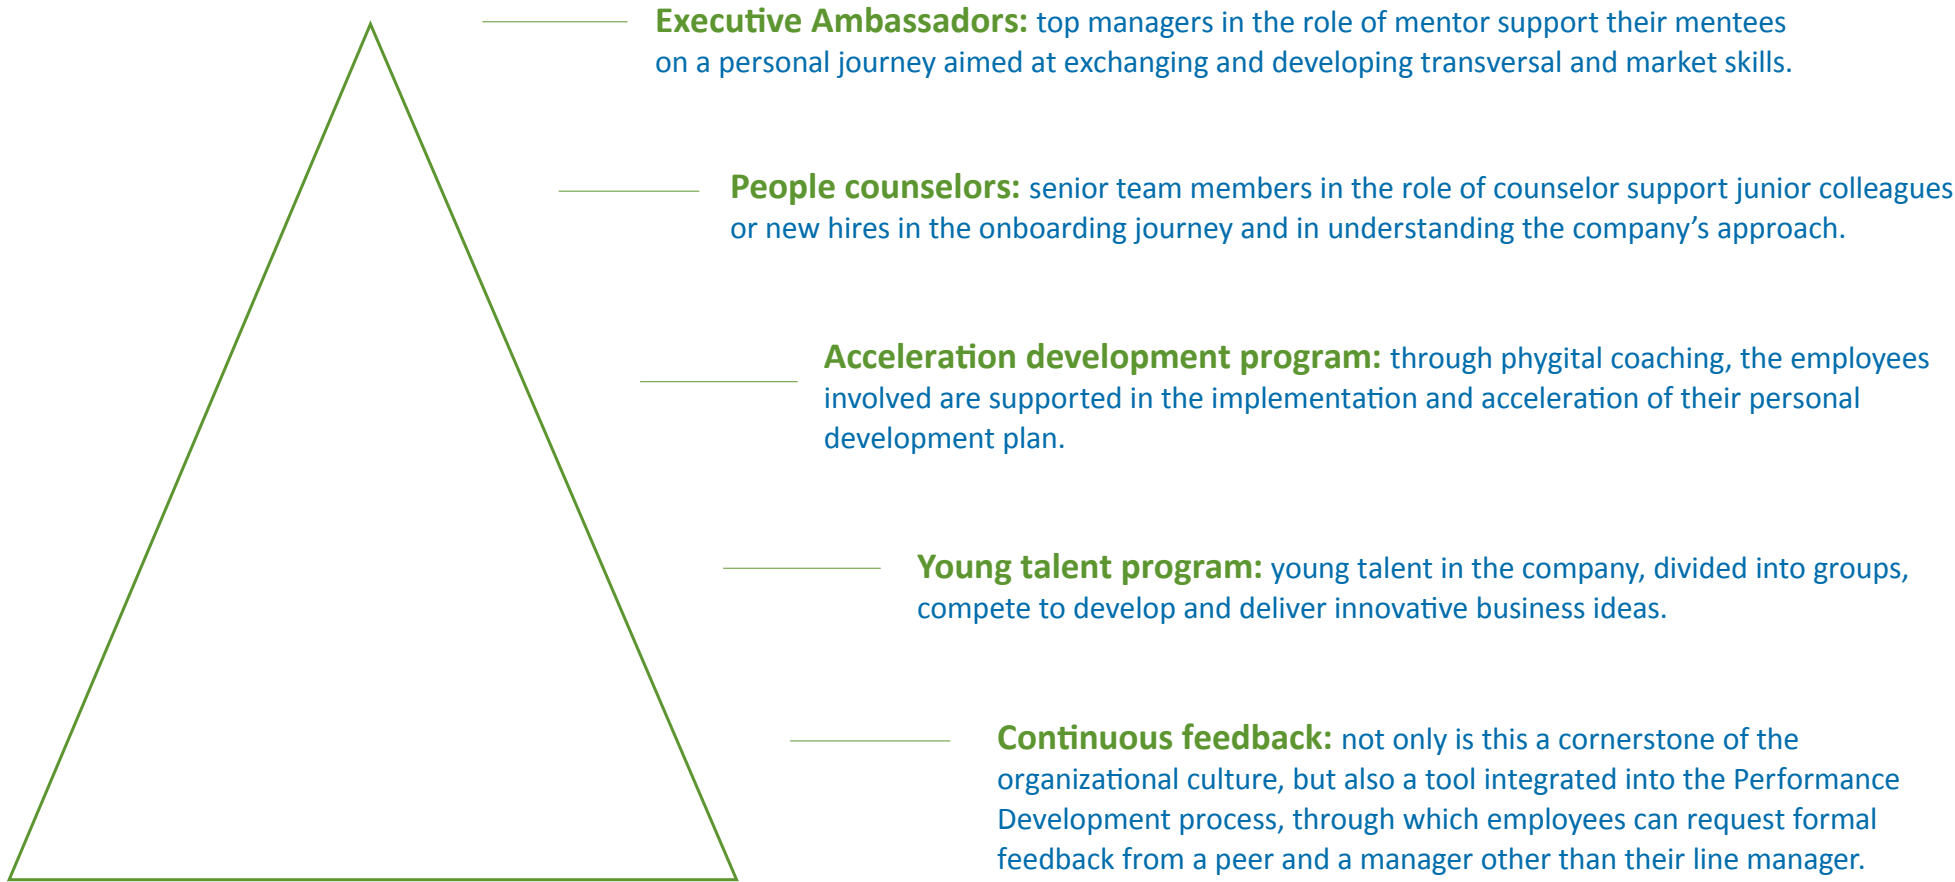 Executive Ambassadors: top managers in the role of mentor support their mentees
on a personal journey aimed at exchanging and developing transversal and market skills.
People counselors: senior team members in the role of counselor support junior colleagues
or new hires in the onboarding journey and in understanding the company’s approach.
Acceleration development program: through phygital coaching, the employees
involved are supported in the implementation and acceleration of their personal
development plan.
Young talent program: young talent in the company, divided into groups,
compete to develop and deliver innovative business ideas.
Continuous feedback: not only is this a cornerstone of the
organizational culture, but also a tool integrated into the Performance
Development process, through which employees can request formal
feedback from a peer and a manager other than their line manager.